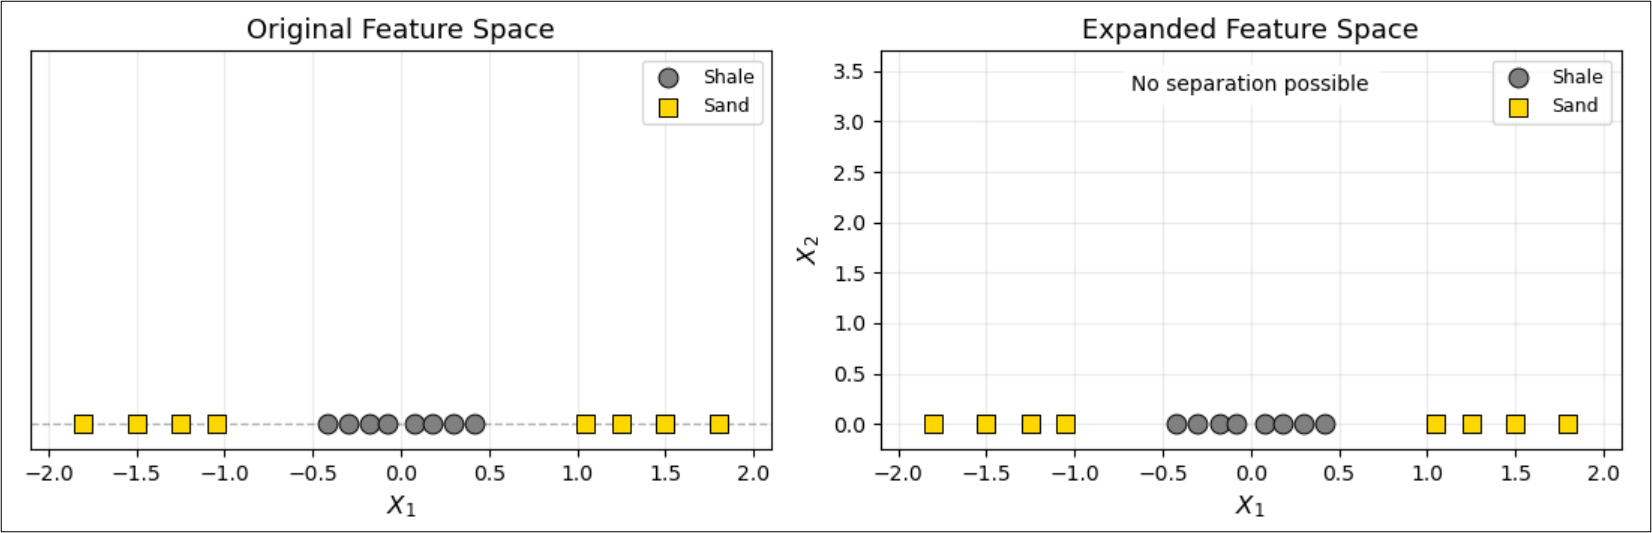 Original Feature Space
Shale
Sand
−2.0 −1.5 −1.0 −0.5 0.0 0.5 1.0 1.5 2.0
X1
Expanded Feature Space
No separation possible
Shale
Sand
3.5
3.0
2.5
2.0
1.5
1.0
0.5
0.0
X2
−2.0 −1.5 −1.0 −0.5 0.0 0.5 1.0 1.5 2.0
X1